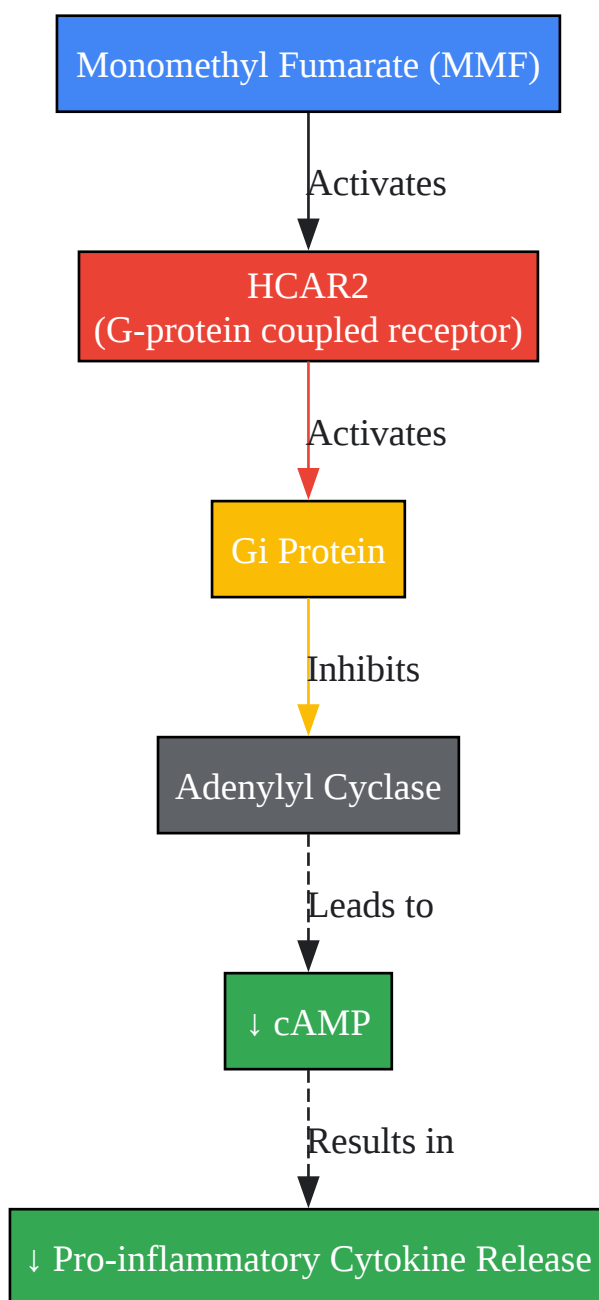 Monomethyl Fumarate (MMF)
Activates
HCAR2
(G-protein coupled receptor)
Activates
Gi Protein
Inhibits
Adenylyl Cyclase
Leads to
↓ cAMP
Results in
↓ Pro-inflammatory Cytokine Release